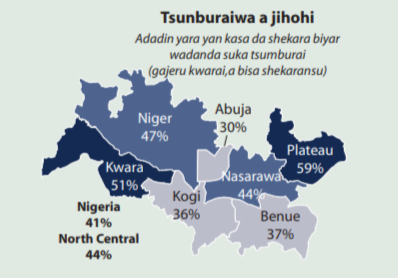 Tsunburaiwa a jihohi
Adadin yara yan kasa da shekara biyar
wadanda suka tsumburai
(gajeru kwarai,a bisa shekaransu)
Niger
47%
Abuja
30%
Plateau
59%
Kwara
51%
Nasarawa
44%
Kogi
36%
Benue
37%
Nigeria
41%
North Central
44%